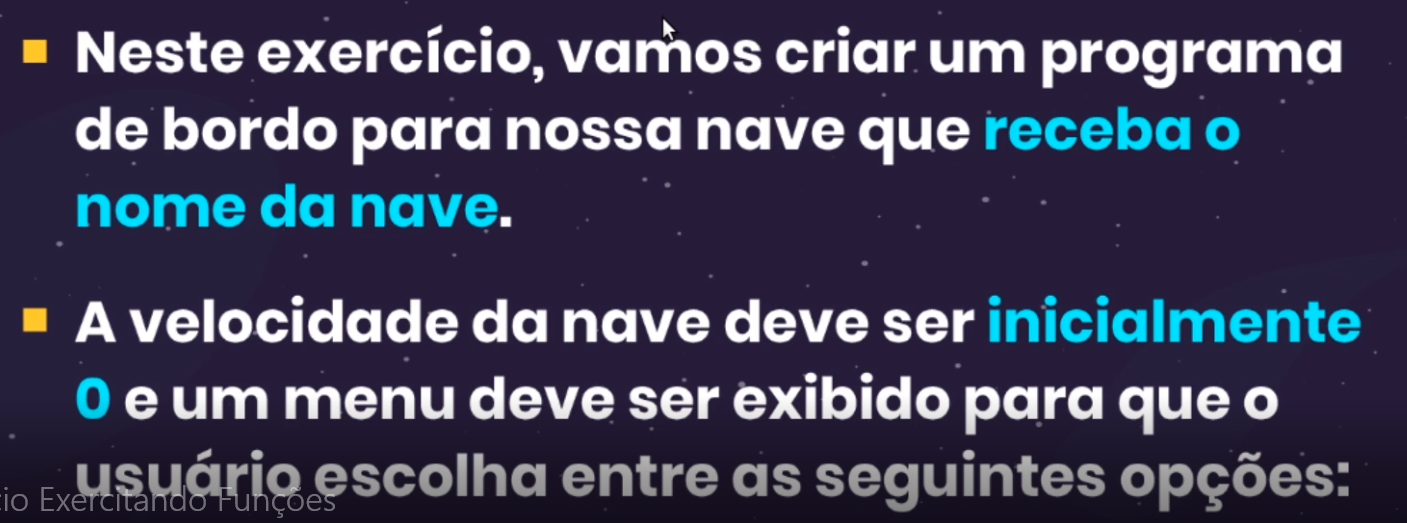 Neste exercício, vamos criar um programa
de bordo para nossa nave que receba o
nome da nave.
A velocidade da nave deve ser inicialmente
0 e um menu deve ser exibido para que o
usuário escolha entre as seguintes opções:
io Exercitando Funções